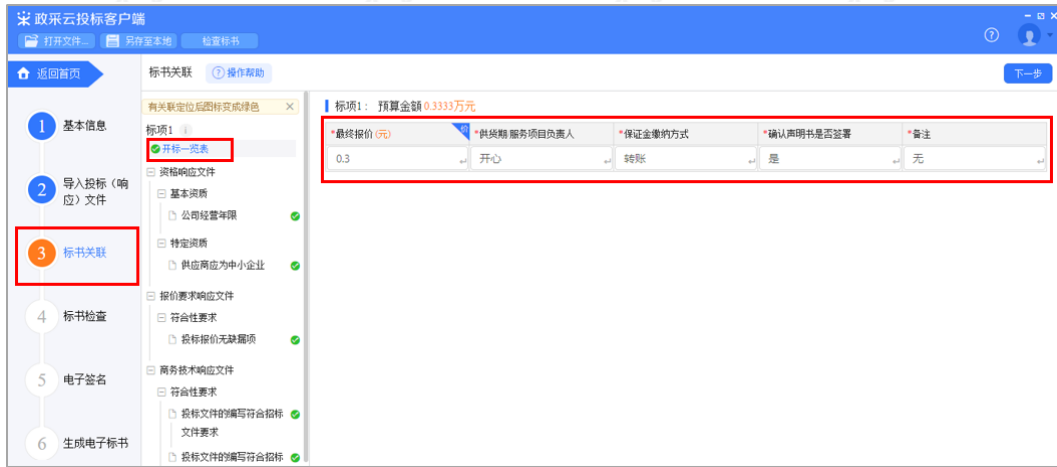 政采云投标客户端
打开文件... 另存至本地 检查标书
返回首页
标书关联 操作帮助
下一步
1 基本信息
2 导入投标（响
应）文件
3 标书关联
4 标书检查
5 电子签名
6 生成电子标书
有关联定位后图标变成绿色
标项1
开标一览表
资格响应文件
基本资质
公司经营年限
特定资质
供应商应为中小企业
报价要求响应文件
符合性要求
投标报价无缺漏项
商务技术响应文件
符合性要求
投标文件的编写符合招标
文件要求
投标文件的编写符合招标
标项1： 预算金额 0.3333万元
*最终报价 (元) 价 *供货期/服务项目负责人 *保证金缴纳方式 *确认声明书是否签署 *备注
0.3 开心 转账 是 无